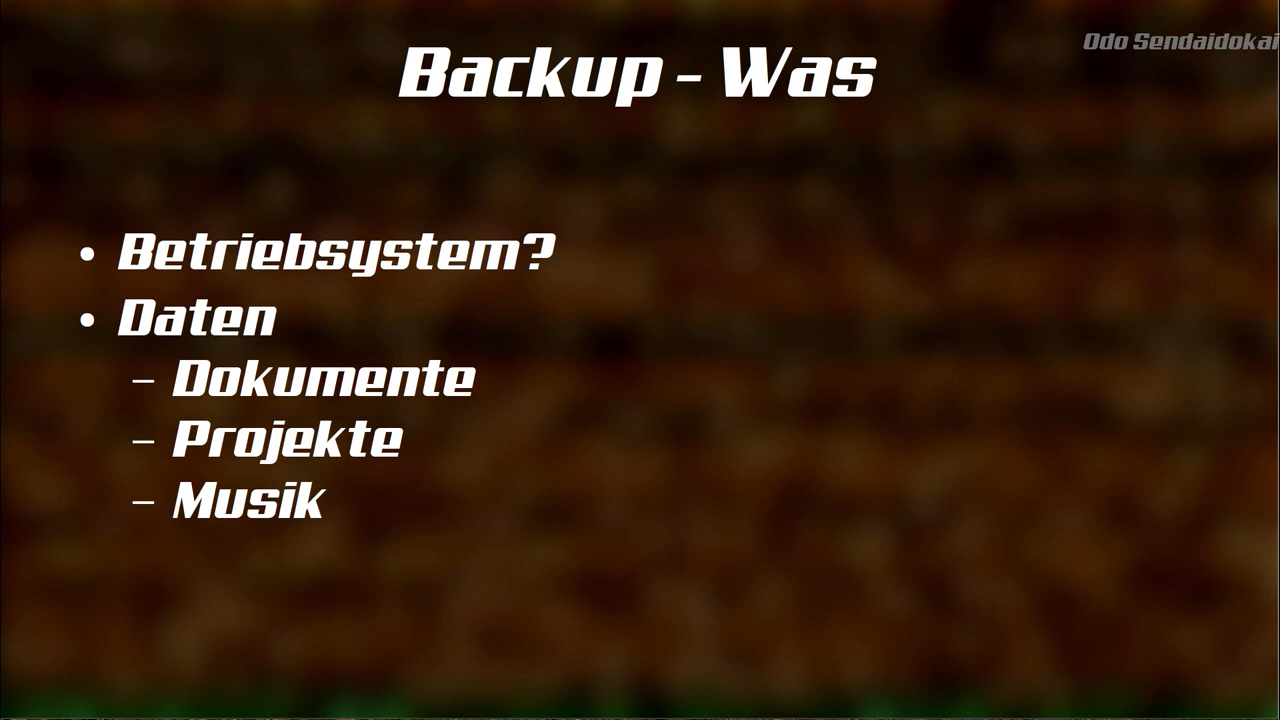 Odo Sendaidokai
Backup - Was
• Betriebsystem?
• Daten
– Dokumente
– Projekte
– Musik